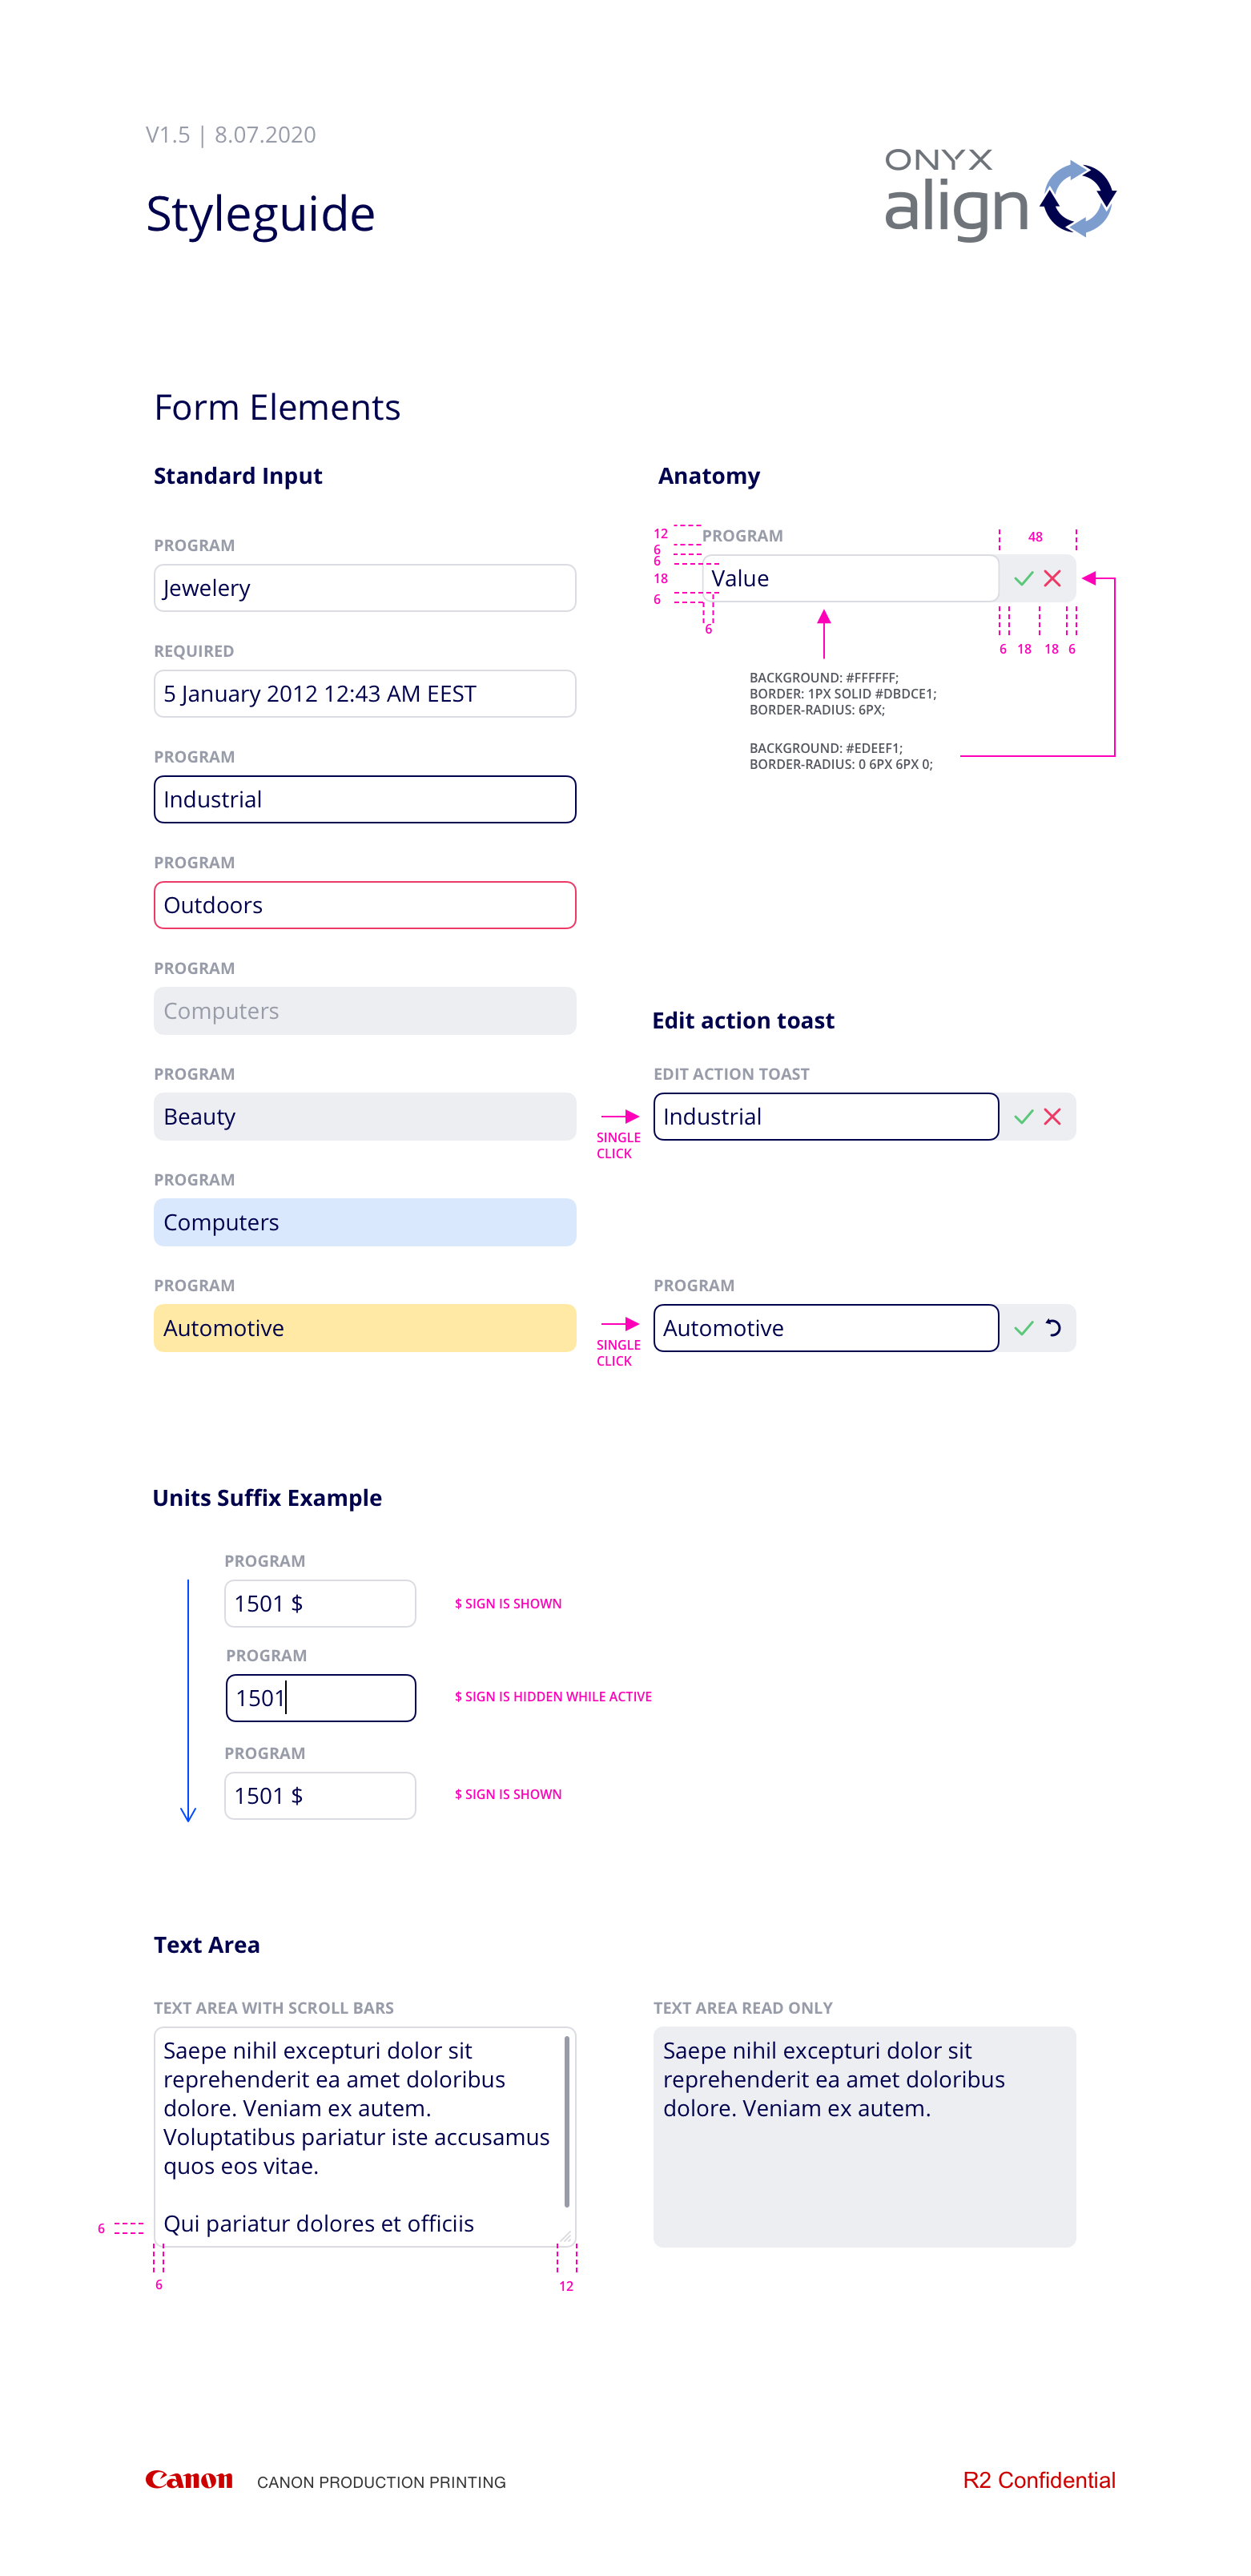 V1.5 | 8.07.2020
Styleguide
ONYX
align
Form Elements
Standard Input
PROGRAM
Jewelery
REQUIRED
5 January 2012 12:43 AM EEST
PROGRAM
Industrial
PROGRAM
Outdoors
PROGRAM
Computers
PROGRAM
Beauty
PROGRAM
Computers
PROGRAM
Automotive
Anatomy
12
6
6
18
6
6
PROGRAM
Value
48
6 18 18 6
BACKGROUND: #FFFFFF;
BORDER: 1PX SOLID #DBDCE1;
BORDER-RADIUS: 6PX;
BACKGROUND: #EDEEF1;
BORDER-RADIUS: 0 6PX 6PX 0;
Edit action toast
EDIT ACTION TOAST
SINGLE
CLICK
Industrial
PROGRAM
SINGLE
CLICK
Automotive
Units Suffix Example
PROGRAM
1501 $
$ SIGN IS SHOWN
PROGRAM
1501
$ SIGN IS HIDDEN WHILE ACTIVE
PROGRAM
1501 $
$ SIGN IS SHOWN
Text Area
TEXT AREA WITH SCROLL BARS
Saepe nihil excepturi dolor sit
reprehenderit ea amet doloribus
dolore. Veniam ex autem.
Voluptatibus pariatur iste accusamus
quos eos vitae.
Qui pariatur dolores et officiis
6
6
12
TEXT AREA READ ONLY
Saepe nihil excepturi dolor sit
reprehenderit ea amet doloribus
dolore. Veniam ex autem.
Canon
CANON PRODUCTION PRINTING
R2 Confidential